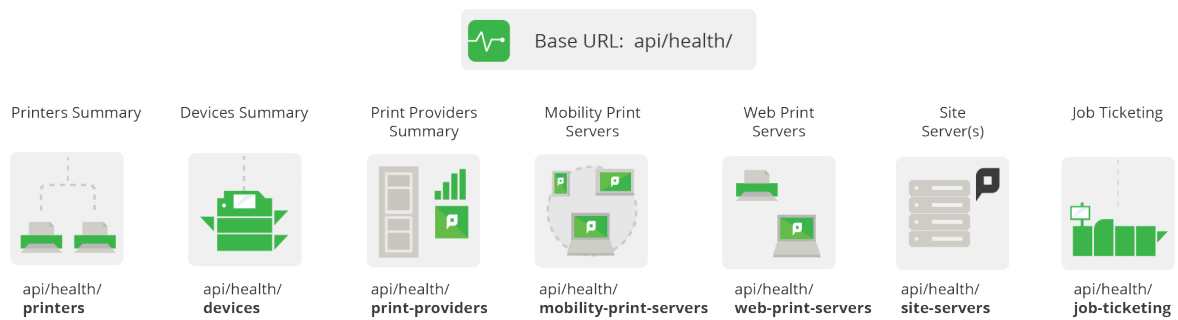 Base URL: api/health/
Printers Summary
Devices Summary
Print Providers
Summary
Mobility Print
Servers
Web Print
Servers
Site
Server(s)
Job Ticketing
api/health/
printers
api/health/
devices
api/health/
print-providers
api/health/
mobility-print-servers
api/health/
web-print-servers
api/health/
site-servers
api/health/
job-ticketing